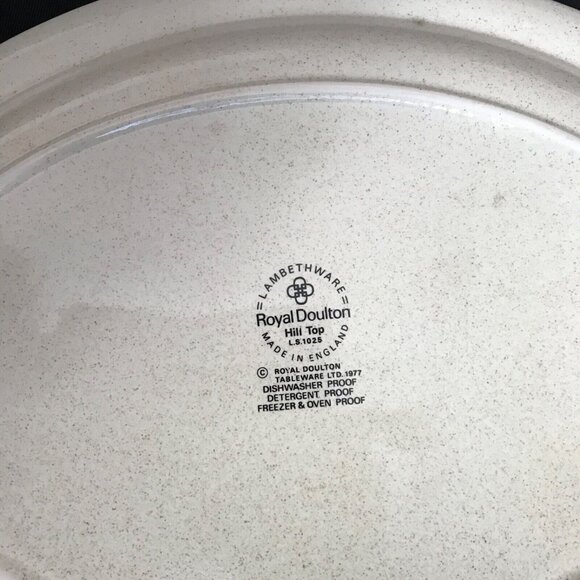 =LAMBETHWARE=
Royal Doulton
Hill Top
L.S.1025
MADE IN ENGLAND
© ROYAL DOULTON
TABLEWARE LTD.1977
DISHWASHER PROOF
DETERGENT PROOF
FREEZER & OVEN PROOF